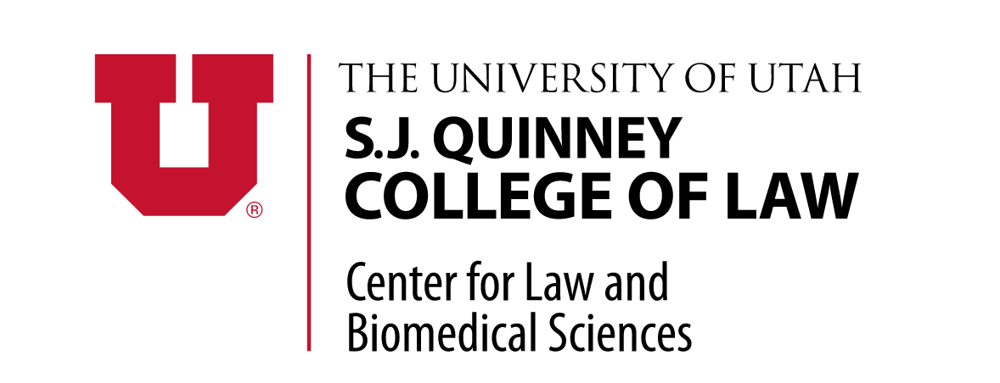 U
®
THE UNIVERSITY OF UTAH
S.J. QUINNEY
COLLEGE OF LAW
Center for Law and
Biomedical Sciences